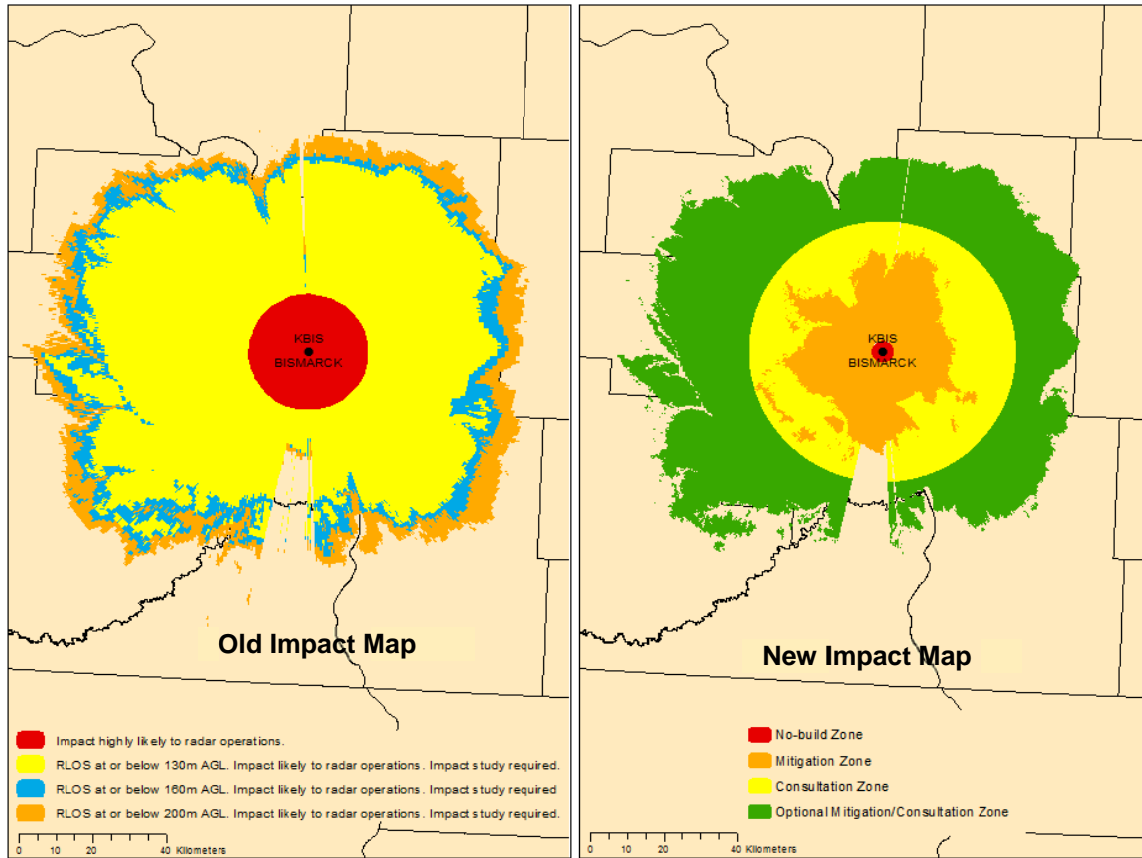 KBIS
BISMARCK
Old Impact Map
Impact highly likely to radar operations.
RLOS at or below 130m AGL. Impact likely to radar operations. Impact study required.
RLOS at or below 160m AGL. Impact likely to radar operations. Impact study required
RLOS at or below 200m AGL. Impact likely to radar operations. Impact study required.
0 10 20 40 Kilometers
KBIS
BISMARCK
New Impact Map
No-build Zone
Mitigation Zone
Consultation Zone
Optional Mitigation/Consultation Zone
0 10 20 40 Kilometers